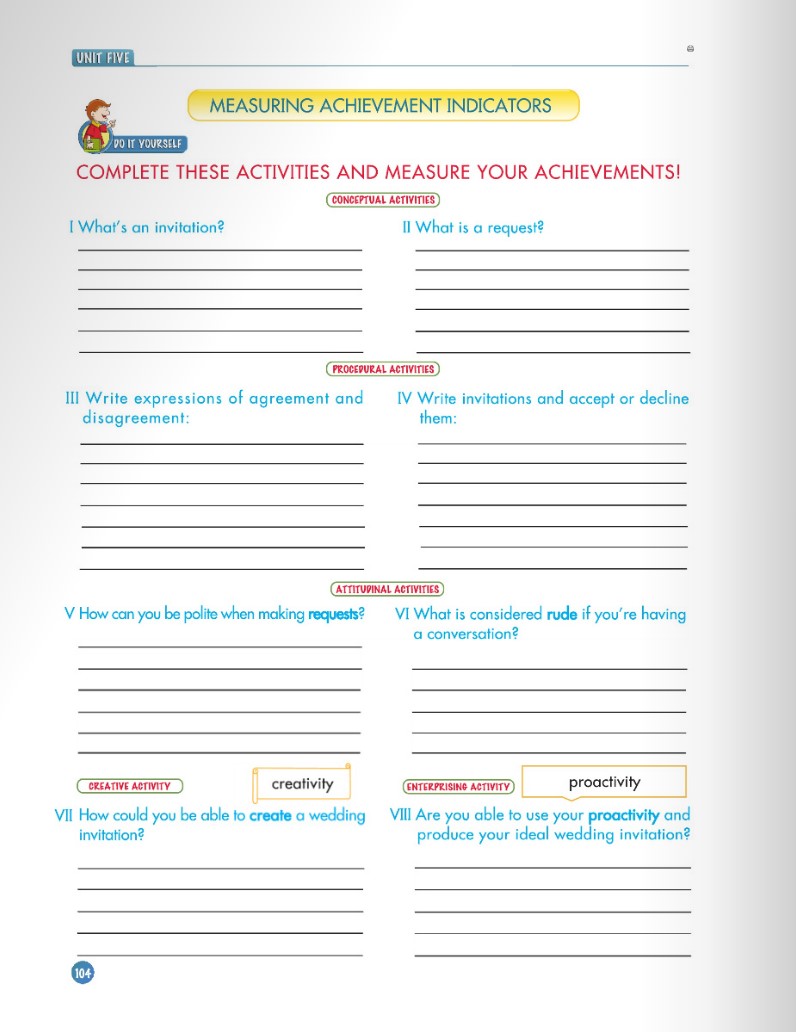 UNIT FIVE
MEASURING ACHIEVEMENT INDICATORS
DO IT YOURSELF
COMPLETE THESE ACTIVITIES AND MEASURE YOUR ACHIEVEMENTS!
CONCEPTUAL ACTIVITIES
I What's an invitation?
II What is a request?
PROCEDURAL ACTIVITIES
III Write expressions of agreement and
disagreement:
IV Write invitations and accept or decline
them:
ATTITUDINAL ACTIVITIES
V How can you be polite when making requests?
VI What is considered rude if you're having
a conversation?
CREATIVE ACTIVITY
creativity
VII How could you be able to create a wedding
invitation?
ENTERPRISING ACTIVITY
proactivity
VIII Are you able to use your proactivity and
produce your ideal wedding invitation?
104